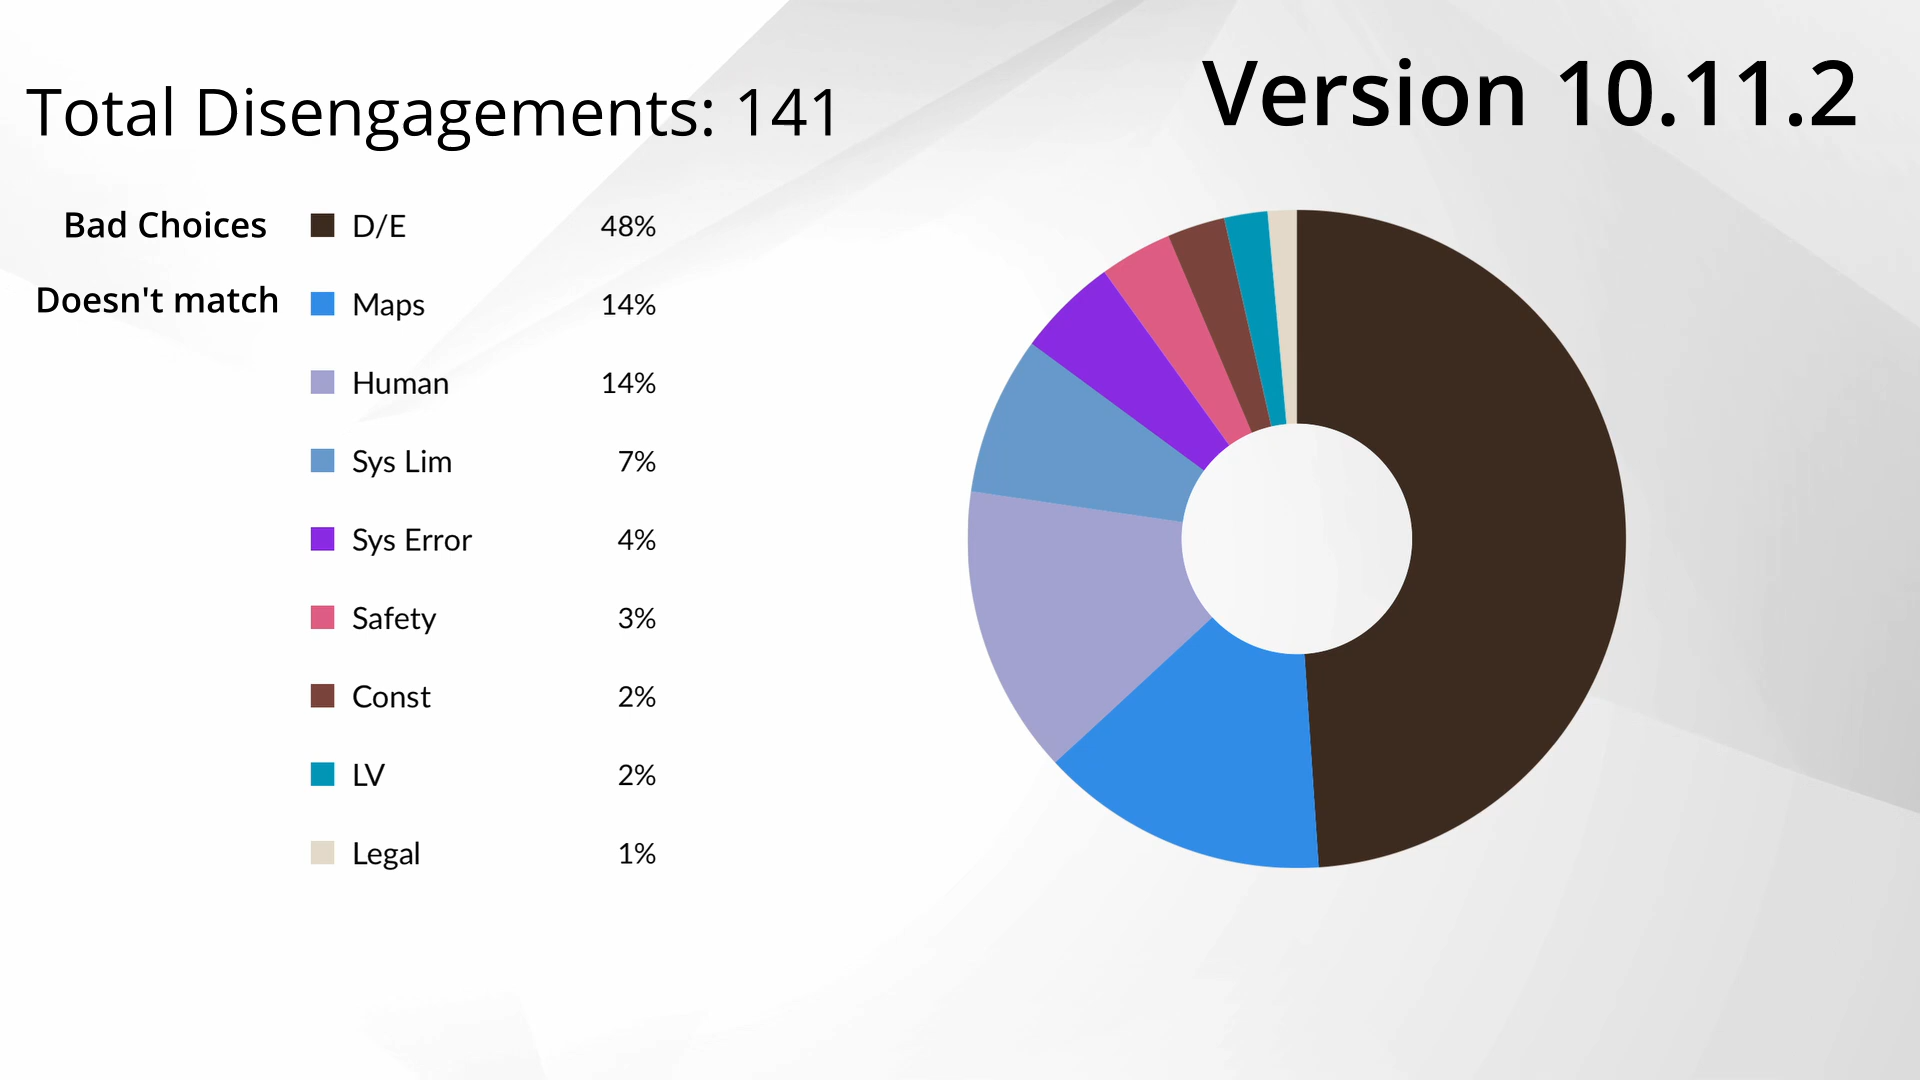 Version 10.11.2
Total Disengagements: 141
Bad Choices D/E 48%
Doesn't match Maps 14%
Human 14%
Sys Lim 7%
Sys Error 4%
Safety 3%
Const 2%
LV 2%
Legal 1%